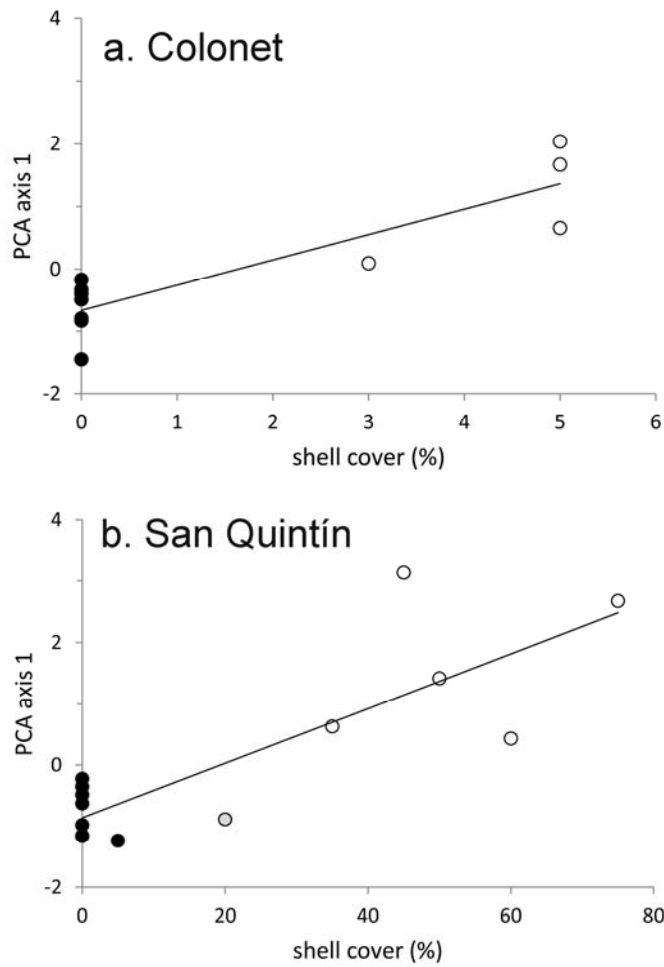 a. Colonet
4
2
0
-2
PCA axis 1
0 1 2 3 4 5 6
shell cover (%)
b. San Quintín
4
2
0
-2
PCA axis 1
0 20 40 60 80
shell cover (%)